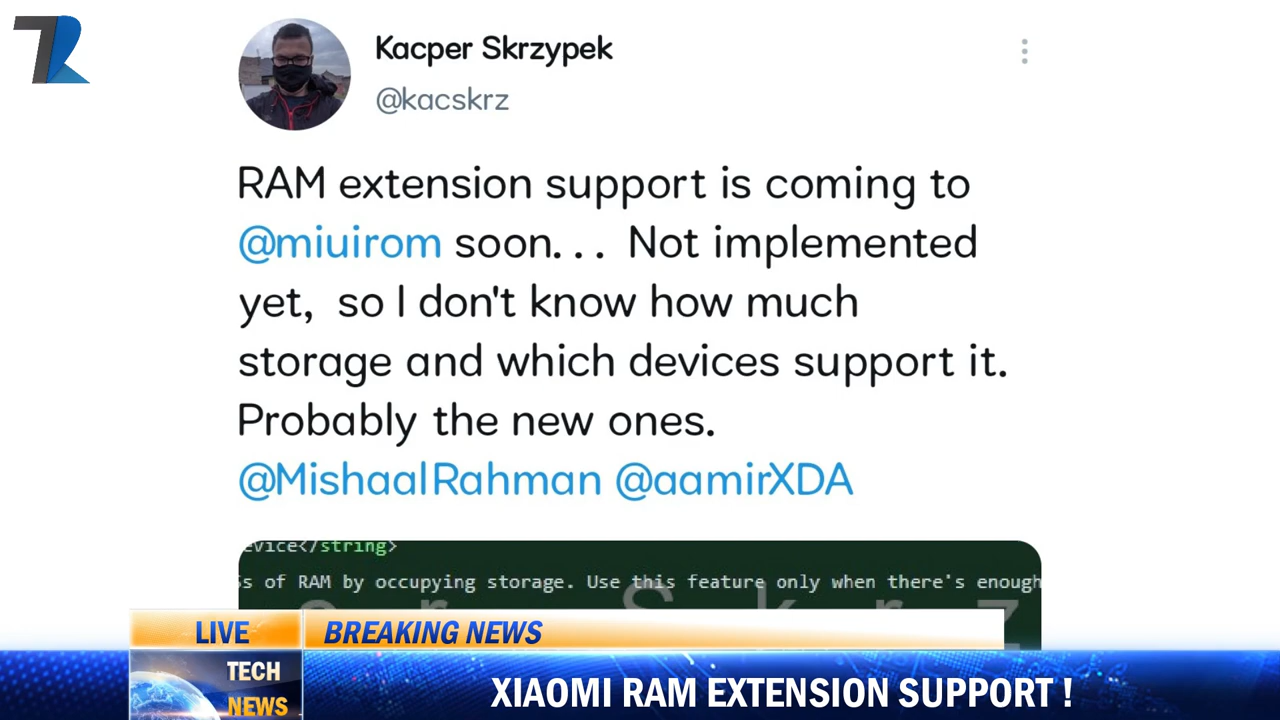 Kacper Skrzypek
@kacskrz
RAM extension support is coming to
@miuirom soon... Not implemented
yet, so I don't know how much
storage and which devices support it.
Probably the new ones.
@MishaalRahman @aamirXDA
evice</string>
s of RAM by occupying storage. Use this feature only when there's enough
LIVE
BREAKING NEWS
TECH
NEWS
XIAOMI RAM EXTENSION SUPPORT !